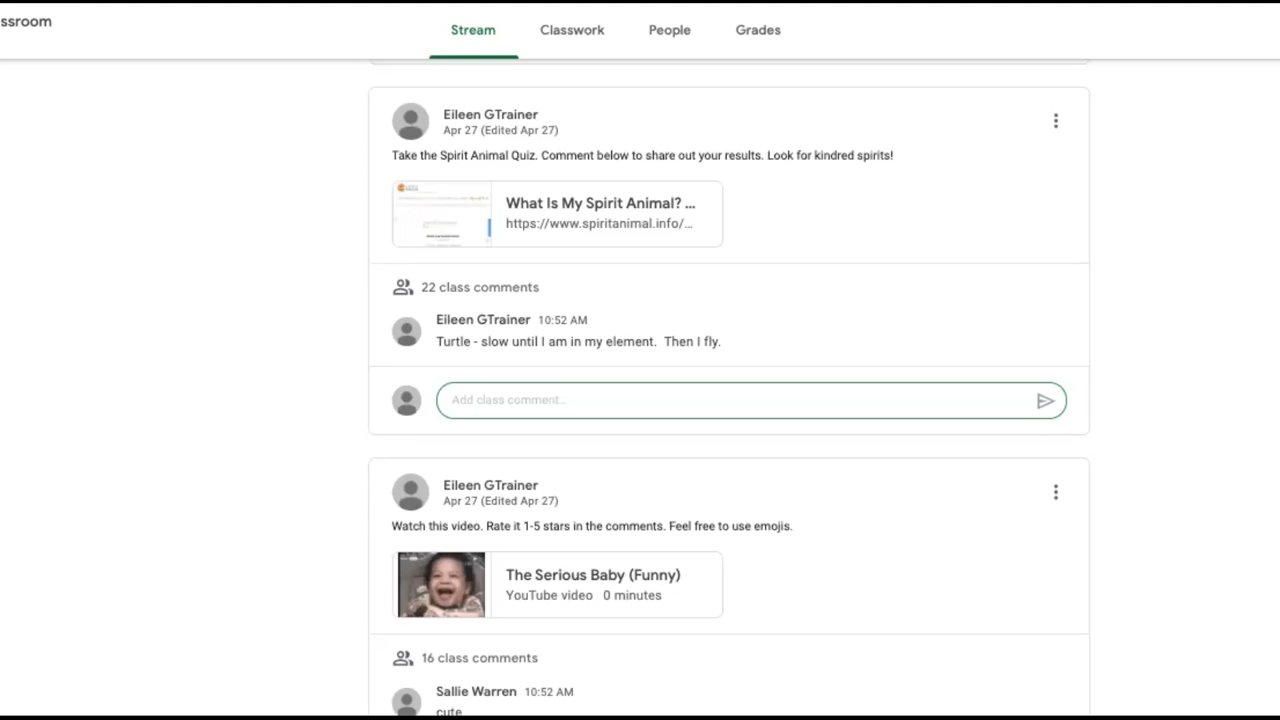 ssroom
Stream
Classwork
People
Grades
Eileen GTrainer
Apr 27 (Edited Apr 27)
Take the Spirit Animal Quiz. Comment below to share out your results. Look for kindred spirits!
What Is My Spirit Animal? ...
https://www.spiritanimal.info/...
22 class comments
Eileen GTrainer 10:52 AM
Turtle - slow until I am in my element. Then I fly.
Add class comment...
Eileen GTrainer
Apr 27 (Edited Apr 27)
Watch this video. Rate it 1-5 stars in the comments. Feel free to use emojis.
The Serious Baby (Funny)
YouTube video 0 minutes
16 class comments
Sallie Warren 10:52 AM
cute